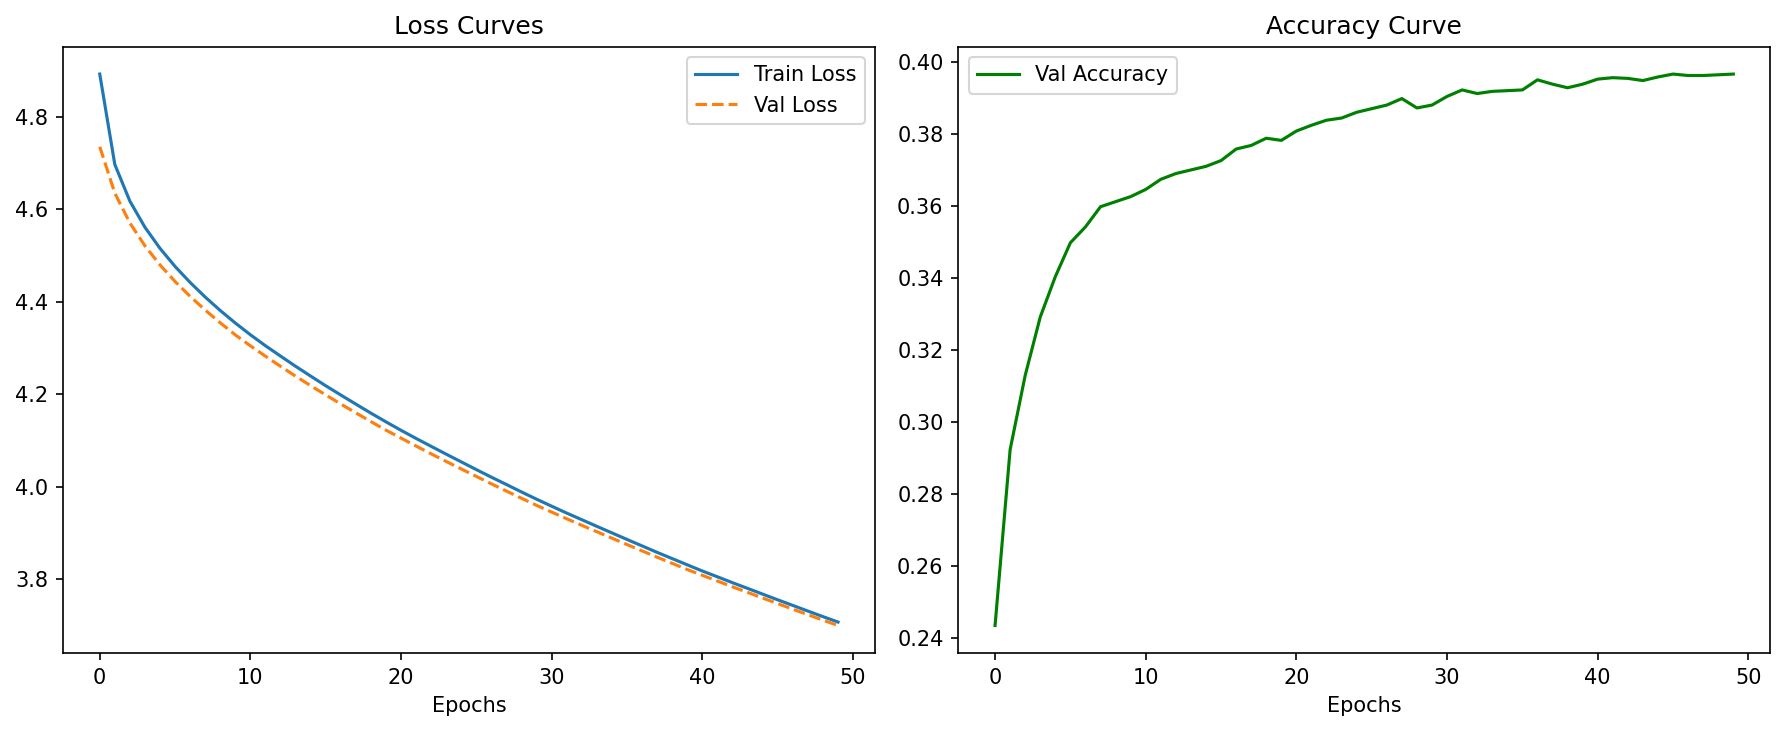 Loss Curves
Train Loss
Val Loss
4.8
4.6
4.4
4.2
4.0
3.8
0 10 20 30 40 50
Epochs
Accuracy Curve
Val Accuracy
0.40
0.38
0.36
0.34
0.32
0.30
0.28
0.26
0.24
0 10 20 30 40 50
Epochs